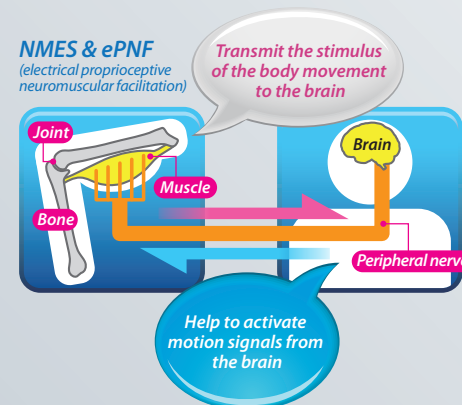 NMES & ePNF
(electrical proprioceptive
neuromuscular facilitation)
Transmit the stimulus
of the body movement
to the brain
Joint
Muscle
Bone
Brain
Peripheral nerve
Help to activate
motion signals from
the brain